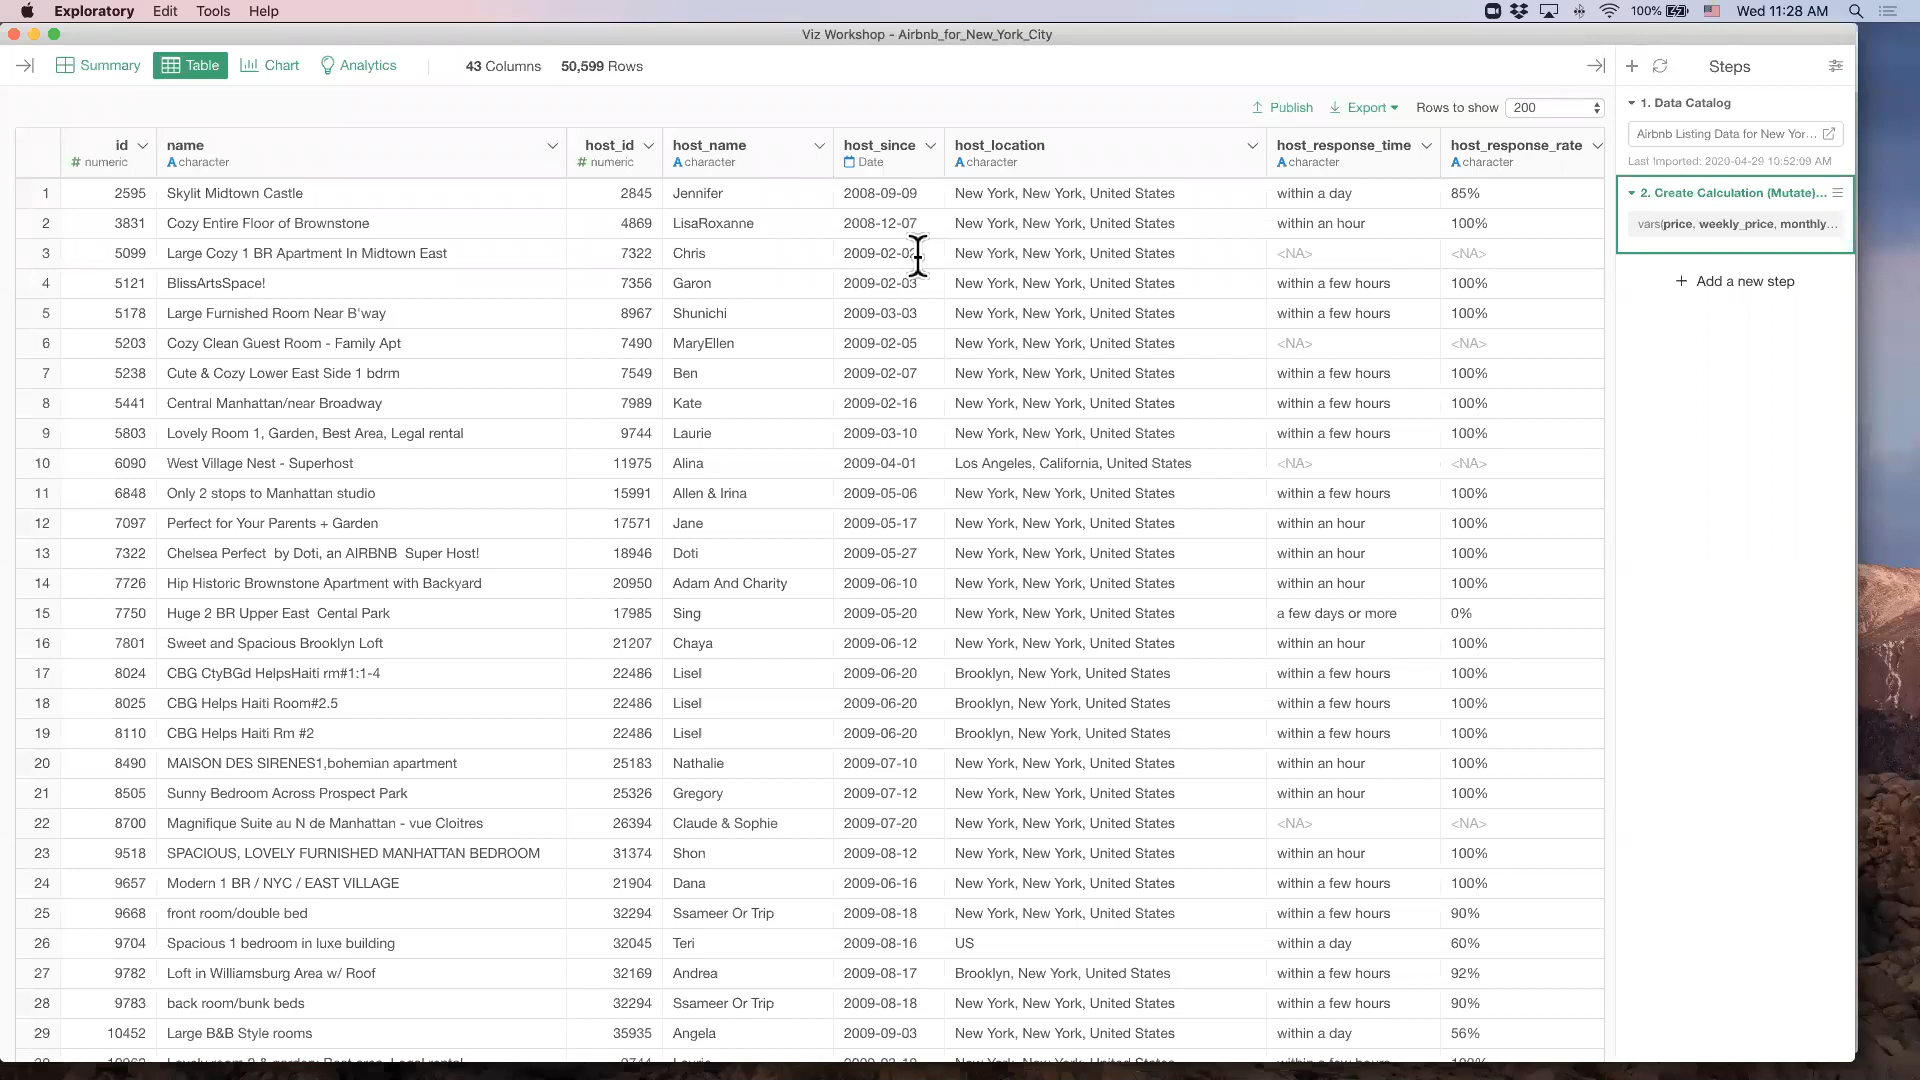 Exploratory Edit Tools Help 100% Wed 11:28 AM
Viz Workshop - Airbnb_for_New_York_City
Summary Table Chart Analytics 43 Columns 50,599 Rows Steps
Publish Export Rows to show 200
1. Data Catalog
Airbnb Listing Data for New Yor...
Last Imported: 2020-04-29 10:52:09 AM
2. Create Calculation (Mutate)...
vars(price, weekly_price, monthly...
Add a new step
id name host_id host_name host_since host_location host_response_time host_response_rate
# numeric A character # numeric A character Date A character A character A character
1 2595 Skylit Midtown Castle 2845 Jennifer 2008-09-09 New York, New York, United States within a day 85%
2 3831 Cozy Entire Floor of Brownstone 4869 LisaRoxanne 2008-12-07 New York, New York, United States within an hour 100%
3 5099 Large Cozy 1 BR Apartment In Midtown East 7322 Chris New York, New York, United States <NA> <NA>
4 5121 BlissArtsSpace! 7356 Garon 2009-02-03 New York, New York, United States within a few hours 100%
5 5178 Large Furnished Room Near B'way 8967 Shunichi 2009-03-03 New York, New York, United States within a few hours 100%
6 5203 Cozy Clean Guest Room - Family Apt 7490 MaryEllen 2009-02-05 New York, New York, United States <NA> <NA>
7 5238 Cute & Cozy Lower East Side 1 bdrm 7549 Ben 2009-02-07 New York, New York, United States within a few hours 100%
8 5441 Central Manhattan/near Broadway 7989 Kate 2009-02-16 New York, New York, United States within a few hours 100%
9 5803 Lovely Room 1, Garden, Best Area, Legal rental 9744 Laurie 2009-03-10 New York, New York, United States within a few hours 100%
10 6090 West Village Nest - Superhost 11975 Alina 2009-04-01 Los Angeles, California, United States <NA> <NA>
11 6848 Only 2 stops to Manhattan studio 15991 Allen & Irina 2009-05-06 New York, New York, United States within a few hours 100%
12 7097 Perfect for Your Parents + Garden 17571 Jane 2009-05-17 New York, New York, United States within an hour 100%
13 7322 Chelsea Perfect by Doti, an AIRBNB Super Host! 18946 Doti 2009-05-27 New York, New York, United States within an hour 100%
14 7726 Hip Historic Brownstone Apartment with Backyard 20950 Adam And Charity 2009-06-10 New York, New York, United States within an hour 100%
15 7750 Huge 2 BR Upper East Cental Park 17985 Sing 2009-05-20 New York, New York, United States a few days or more 0%
16 7801 Sweet and Spacious Brooklyn Loft 21207 Chaya 2009-06-12 New York, New York, United States within an hour 100%
17 8024 CBG CtyBGd HelpsHaiti rm#1:1-4 22486 Lisel 2009-06-20 Brooklyn, New York, United States within a few hours 100%
18 8025 CBG Helps Haiti Room#2.5 22486 Lisel 2009-06-20 Brooklyn, New York, United States within a few hours 100%
19 8110 CBG Helps Haiti Rm #2 22486 Lisel 2009-06-20 Brooklyn, New York, United States within a few hours 100%
20 8490 MAISON DES SIRENES1,bohemian apartment 25183 Nathalie 2009-07-10 New York, New York, United States within an hour 100%
21 8505 Sunny Bedroom Across Prospect Park 25326 Gregory 2009-07-12 New York, New York, United States within an hour 100%
22 8700 Magnifique Suite au N de Manhattan - vue Cloitres 26394 Claude & Sophie 2009-07-20 New York, New York, United States <NA> <NA>
23 9518 SPACIOUS, LOVELY FURNISHED MANHATTAN BEDROOM 31374 Shon 2009-08-12 New York, New York, United States within an hour 100%
24 9657 Modern 1 BR / NYC / EAST VILLAGE 21904 Dana 2009-06-16 New York, New York, United States within a few hours 100%
25 9668 front room/double bed 32294 Ssameer Or Trip 2009-08-18 New York, New York, United States within a few hours 90%
26 9704 Spacious 1 bedroom in luxe building 32045 Teri 2009-08-16 US within a day 60%
27 9782 Loft in Williamsburg Area w/ Roof 32169 Andrea 2009-08-17 Brooklyn, New York, United States within a few hours 92%
28 9783 back room/bunk beds 32294 Ssameer Or Trip 2009-08-18 New York, New York, United States within a few hours 90%
29 10452 Large B&B Style rooms 35935 Angela 2009-09-03 New York, New York, United States within a day 56%